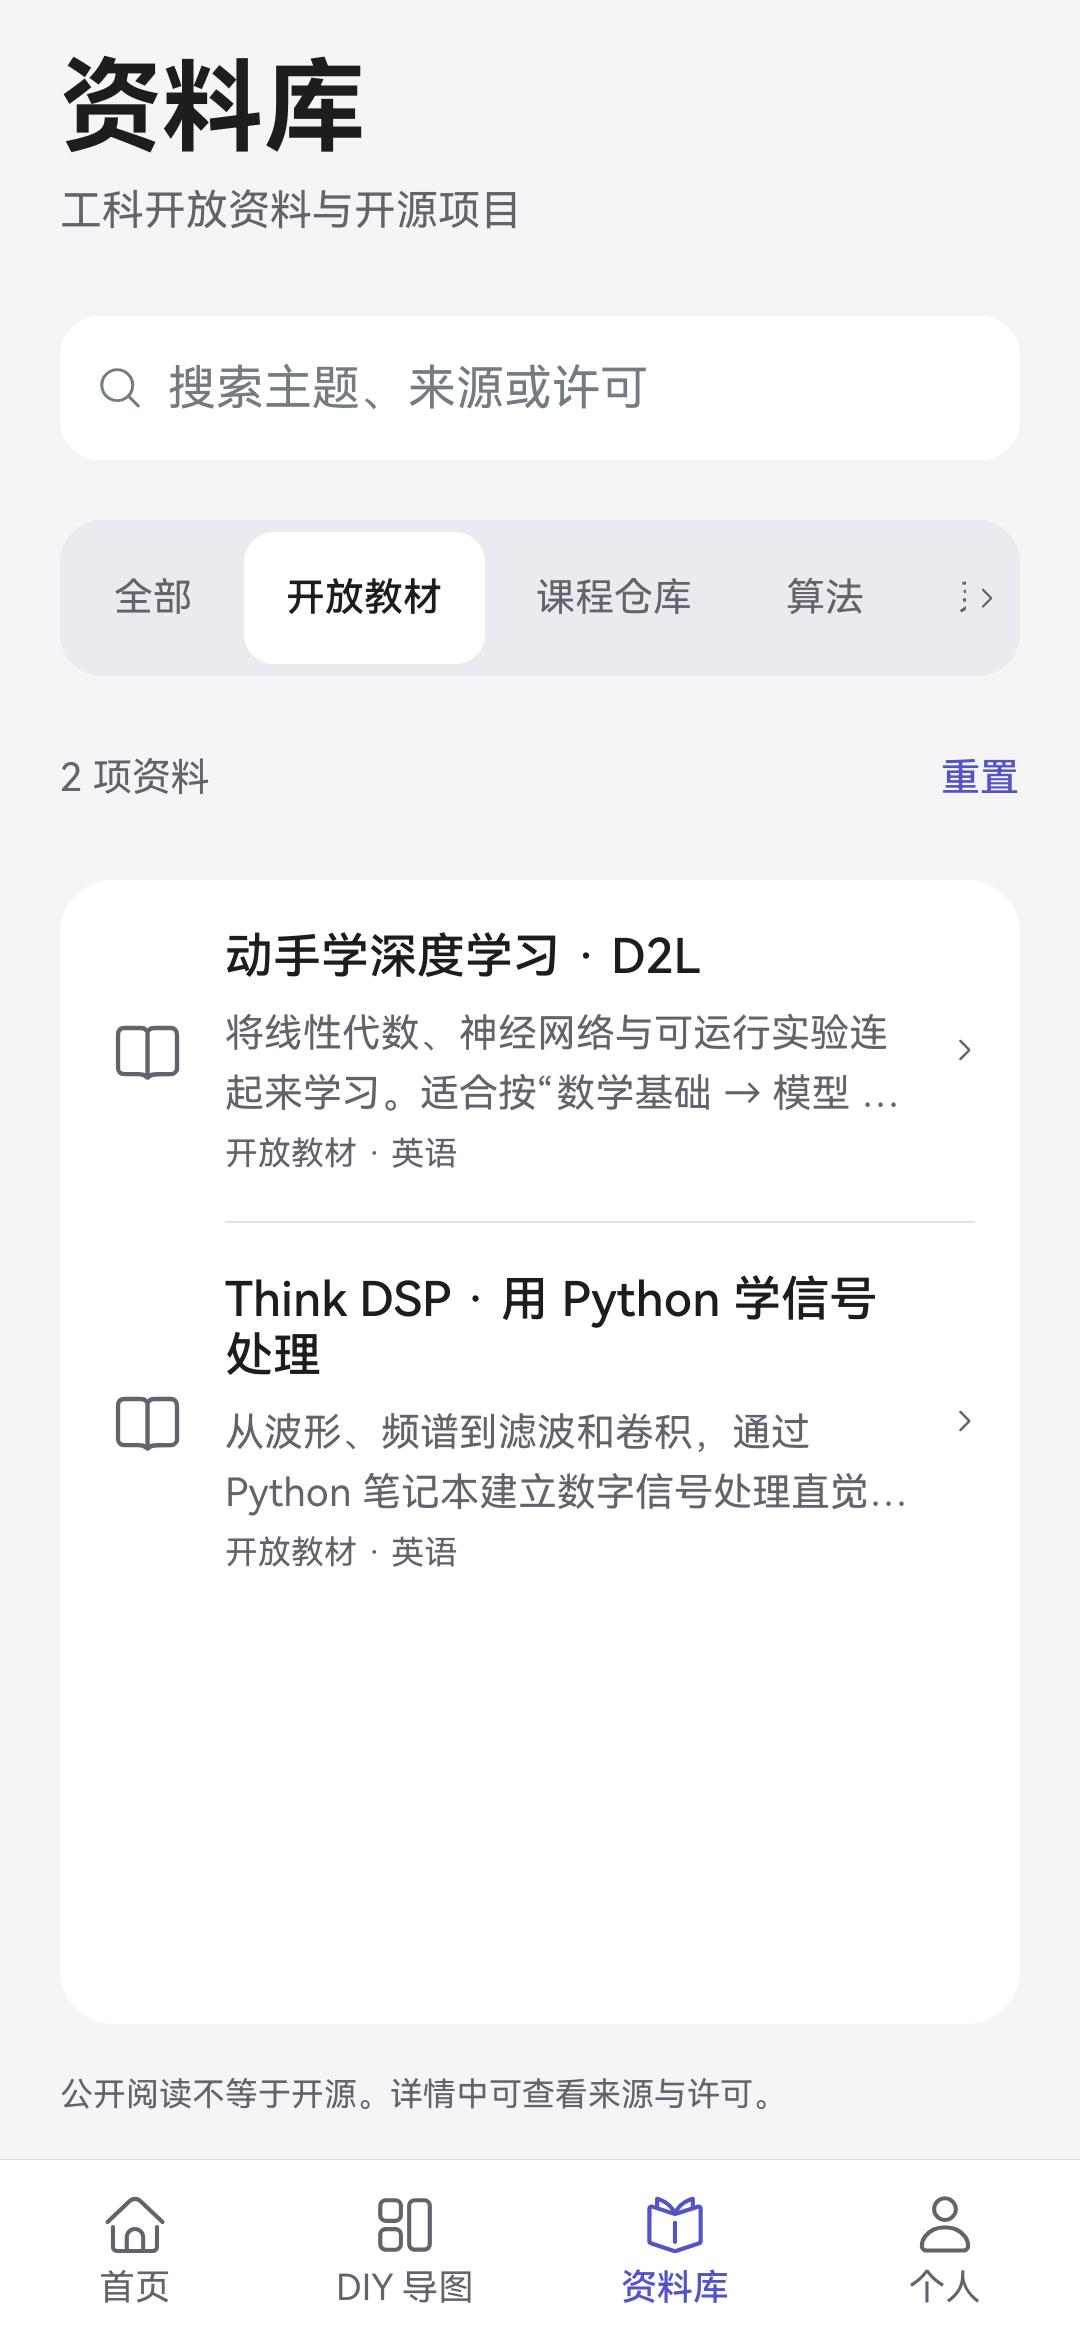 资料库
工科开放资料与开源项目
搜索主题、来源或许可
全部 开放教材 课程仓库 算法
2 项资料 重置
动手学深度学习 · D2L
将线性代数、神经网络与可运行实验连
起来学习。适合按“数学基础 → 模型 …
开放教材 · 英语
Think DSP · 用 Python 学信号
处理
从波形、频谱到滤波和卷积，通过
Python 笔记本建立数字信号处理直觉…
开放教材 · 英语
公开阅读不等于开源。详情中可查看来源与许可。
首页 DIY 导图 资料库 个人